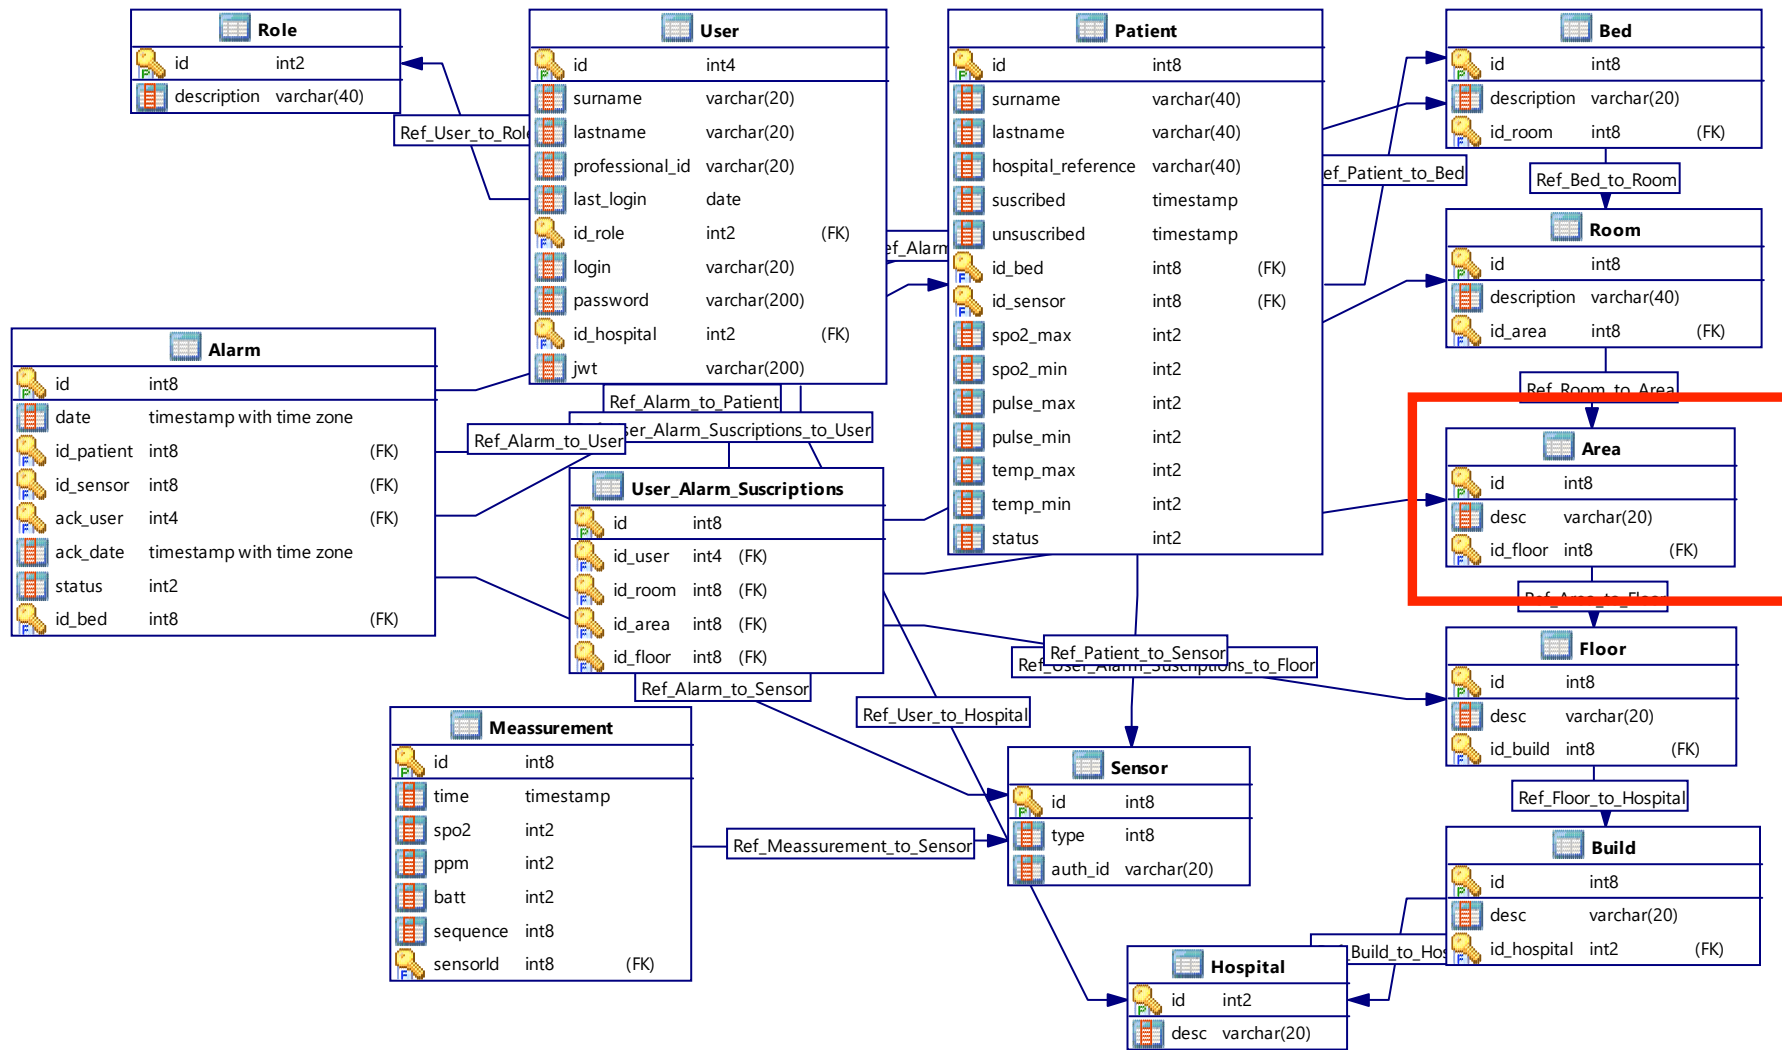 Role
id int2
description varchar(40)
Ref_User_to_Role
User
id int4
surname varchar(20)
lastname varchar(20)
professional_id varchar(20)
last_login date
id_role int2 (FK)
login varchar(20)
password varchar(200)
id_hospital int2 (FK)
jwt varchar(200)
Patient
id int8
surname varchar(40)
lastname varchar(40)
hospital_reference varchar(40)
suscribed timestamp
unsuscribed timestamp
id_bed int8 (FK)
id_sensor int8 (FK)
spo2_max int2
spo2_min int2
pulse_max int2
pulse_min int2
temp_max int2
temp_min int2
status int2
ef_Patient_to_Bed
ef_Alarm
Bed
id int8
description varchar(20)
id_room int8 (FK)
Ref_Bed_to_Room
Room
id int8
description varchar(40)
id_area int8 (FK)
Ref_Room_to_Area
Area
id int8
desc varchar(20)
id_floor int8 (FK)
Ref_Area_to_Floor
Floor
id int8
desc varchar(20)
id_build int8 (FK)
Ref_Floor_to_Hospital
Build
id int8
desc varchar(20)
id_hospital int2 (FK)
Build_to_Hos
Hospital
id int2
desc varchar(20)
Alarm
id int8
date timestamp with time zone
id_patient int8 (FK)
id_sensor int8 (FK)
ack_user int4 (FK)
ack_date timestamp with time zone
status int2
id_bed int8 (FK)
Ref_Alarm_to_Patient
ser_Alarm_Suscriptions_to_User
Ref_Alarm_to_User
User_Alarm_Suscriptions
id int8
id_user int4 (FK)
id_room int8 (FK)
id_area int8 (FK)
id_floor int8 (FK)
Ref_Alarm_to_Sensor
Ref_User_to_Hospital
Ref_Patient_to_Sensor
Ref_User_Alarm_Suscriptions_to_Floor
Meassurement
id int8
time timestamp
spo2 int2
ppm int2
batt int2
sequence int8
sensorId int8 (FK)
Ref_Meassurement_to_Sensor
Sensor
id int8
type int8
auth_id varchar(20)